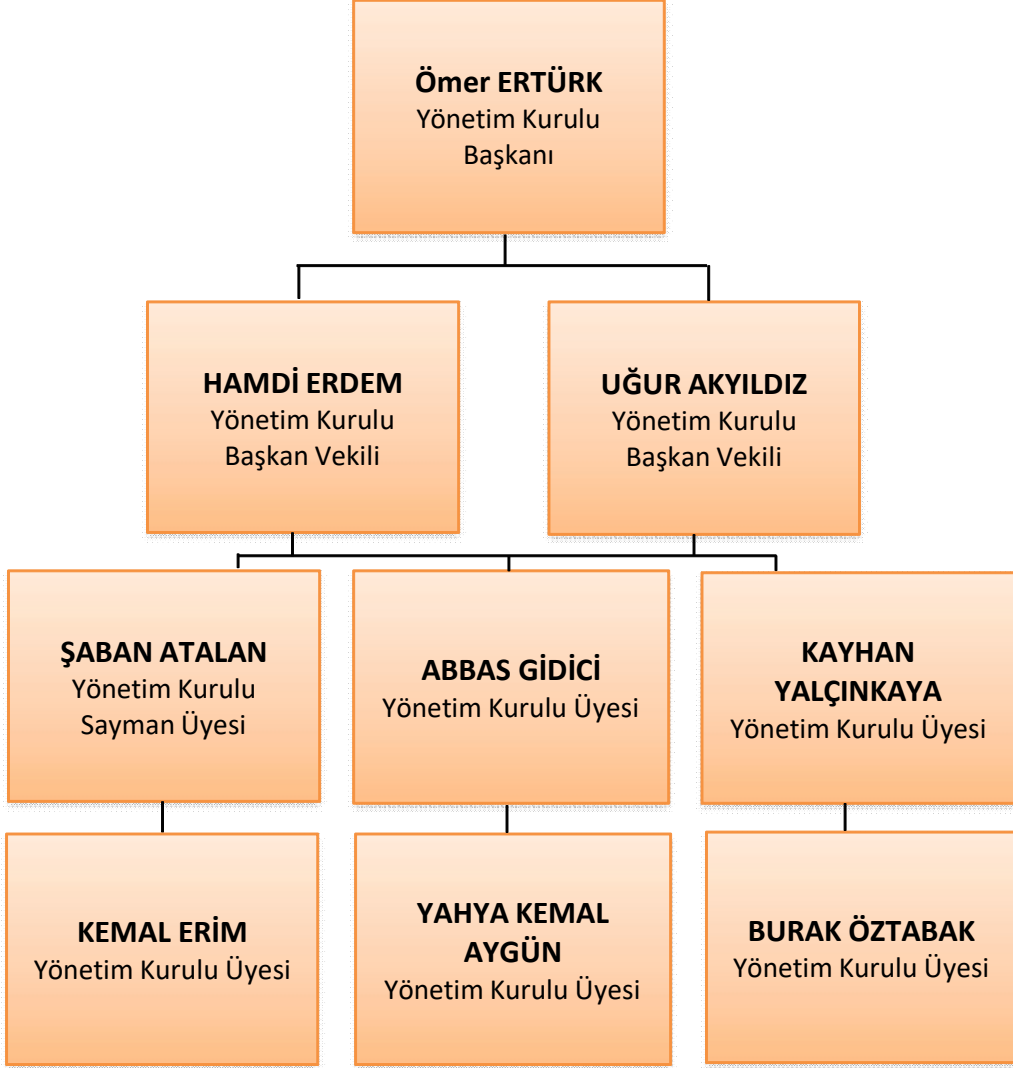 Ömer ERTÜRK
Yönetim Kurulu
Başkanı
HAMDİ ERDEM
Yönetim Kurulu
Başkan Vekili
UĞUR AKYILDIZ
Yönetim Kurulu
Başkan Vekili
ŞABAN ATALAN
Yönetim Kurulu
Sayman Üyesi
ABBAS GİDİCİ
Yönetim Kurulu Üyesi
KAYHAN
YALÇINKAYA
Yönetim Kurulu Üyesi
KEMAL ERİM
Yönetim Kurulu Üyesi
YAHYA KEMAL
AYGÜN
Yönetim Kurulu Üyesi
BURAK ÖZTABAK
Yönetim Kurulu Üyesi